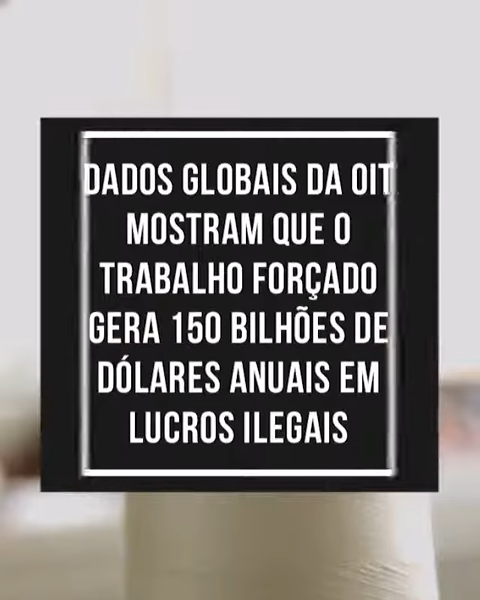 DADOS GLOBAIS DA OIT
MOSTRAM QUE O
TRABALHO FORÇADO
GERA 150 BILHÕES DE
DÓLARES ANUAIS EM
LUCROS ILEGAIS